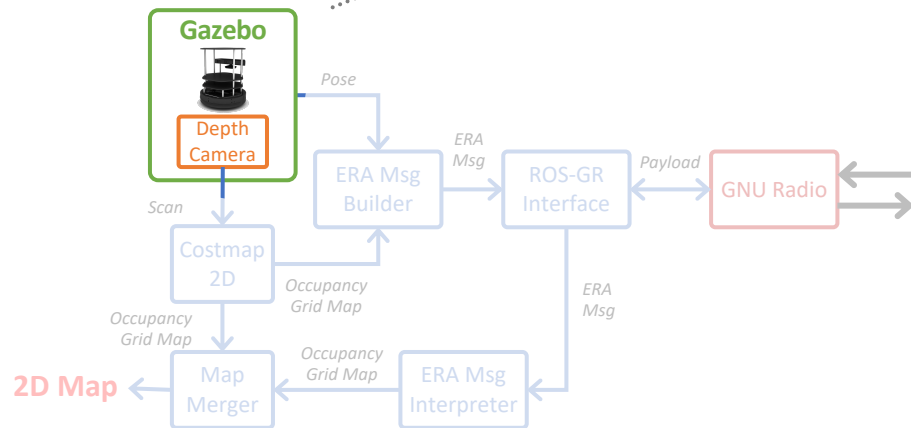 Gazebo
Depth
Camera
Pose
ERA
Msg
ERA Msg
Builder
ROS-GR
Interface
Payload
GNU Radio
Scan
Costmap
2D
Occupancy
Grid Map
ERA
Msg
Occupancy
Grid Map
Occupancy
Grid Map
2D Map
Map
Merger
ERA Msg
Interpreter